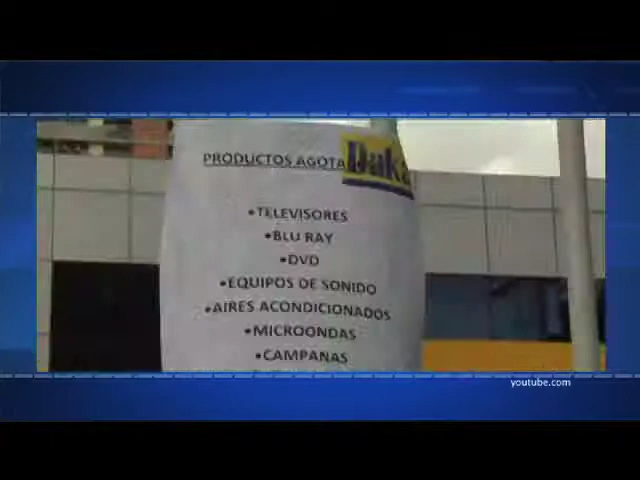 PRODUCTOS AGOTA
Daka
•TELEVISORES
•BLU RAY
•DVD
•EQUIPOS DE SONIDO
•AIRES ACONDICIONADOS
•MICROONDAS
•CAMPANAS
youtube.com